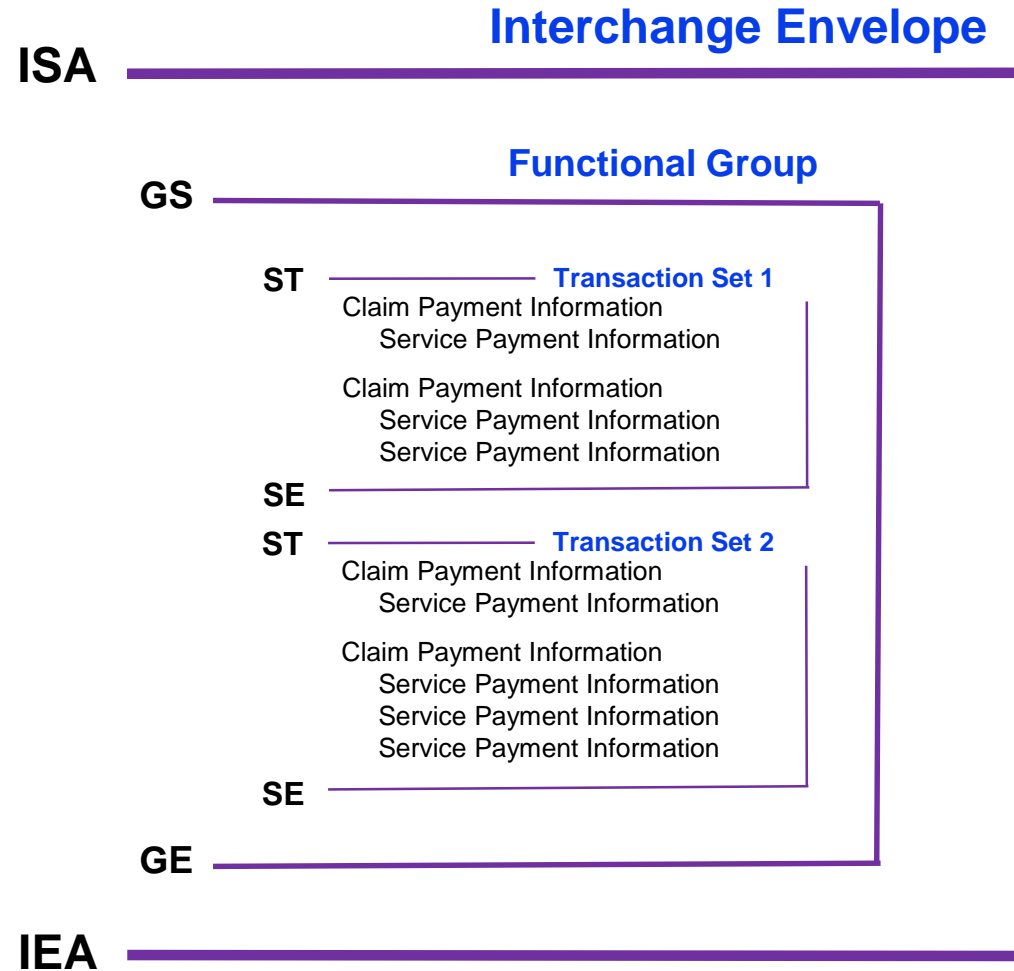 Interchange Envelope
ISA
Functional Group
GS
ST Transaction Set 1
Claim Payment Information
Service Payment Information
Claim Payment Information
Service Payment Information
Service Payment Information
SE
ST Transaction Set 2
Claim Payment Information
Service Payment Information
Claim Payment Information
Service Payment Information
Service Payment Information
Service Payment Information
SE
GE
IEA